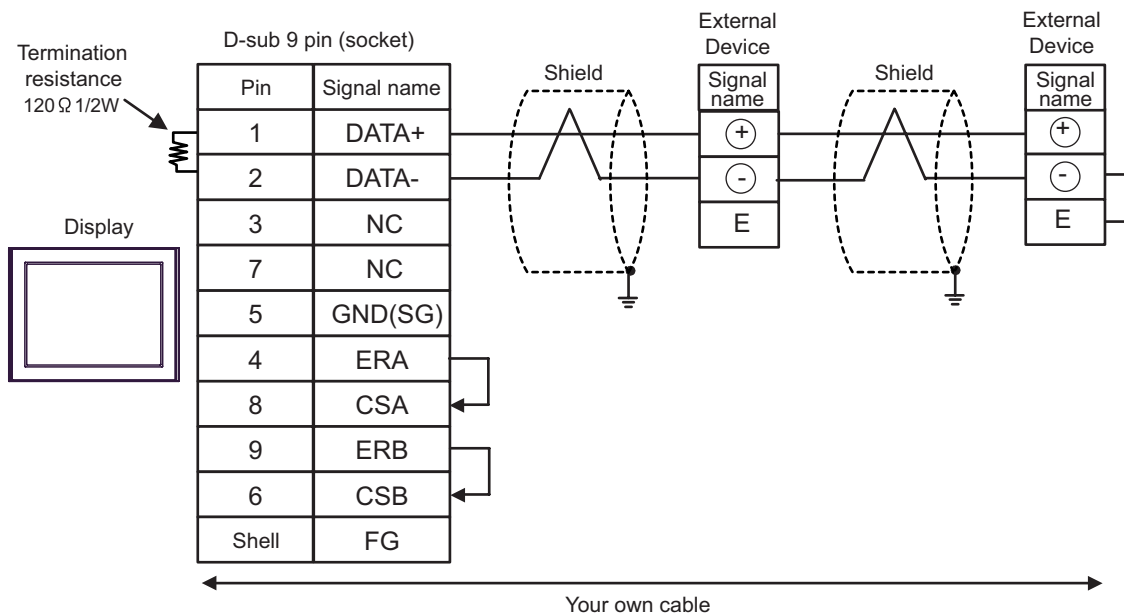 Termination
resistance
120Ω 1/2W
D-sub 9 pin (socket)
Pin Signal name
1 DATA+
2 DATA-
3 NC
7 NC
5 GND(SG)
4 ERA
8 CSA
9 ERB
6 CSB
Shell FG
Display
Shield
External
Device
Signal
name
+
-
E
Shield
External
Device
Signal
name
+
-
E
Your own cable